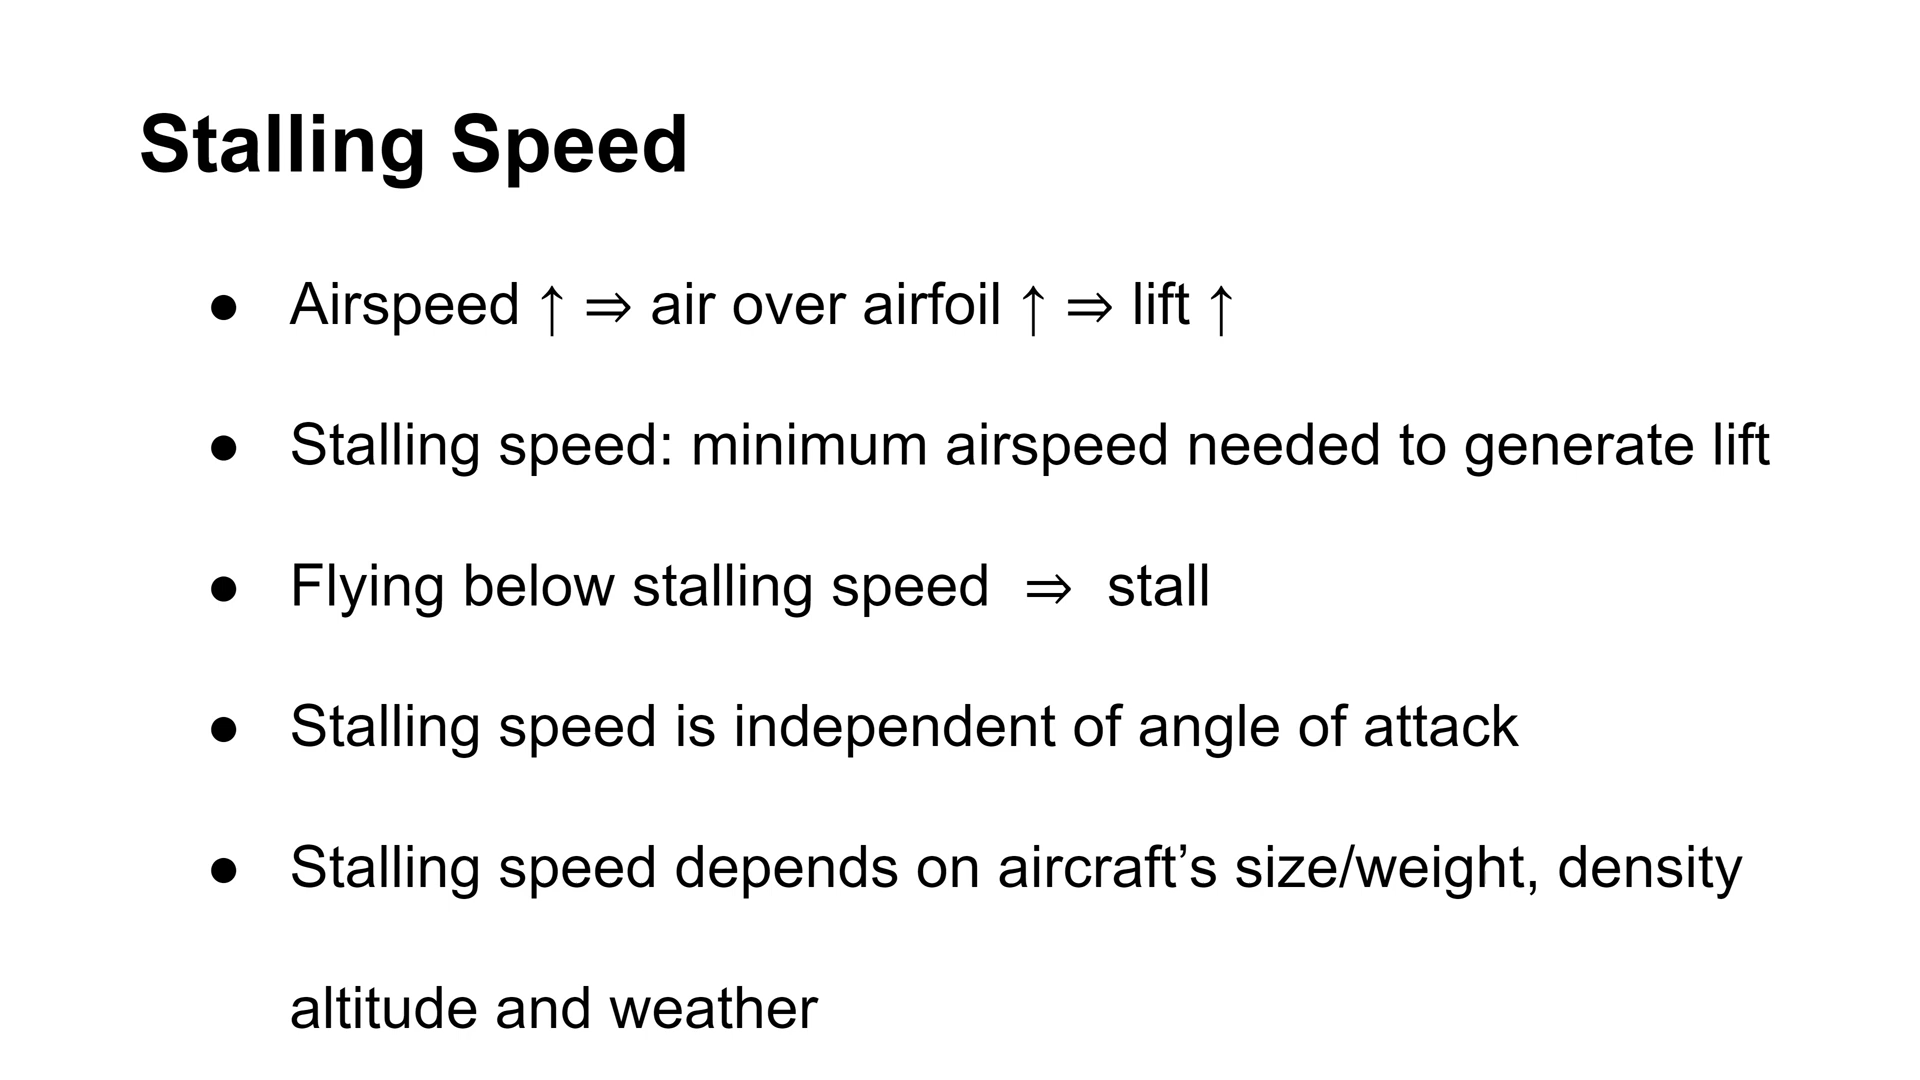 Stalling Speed
● Airspeed ↑ ⇒ air over airfoil ↑ ⇒ lift ↑
● Stalling speed: minimum airspeed needed to generate lift
● Flying below stalling speed ⇒ stall
● Stalling speed is independent of angle of attack
● Stalling speed depends on aircraft’s size/weight, density
altitude and weather